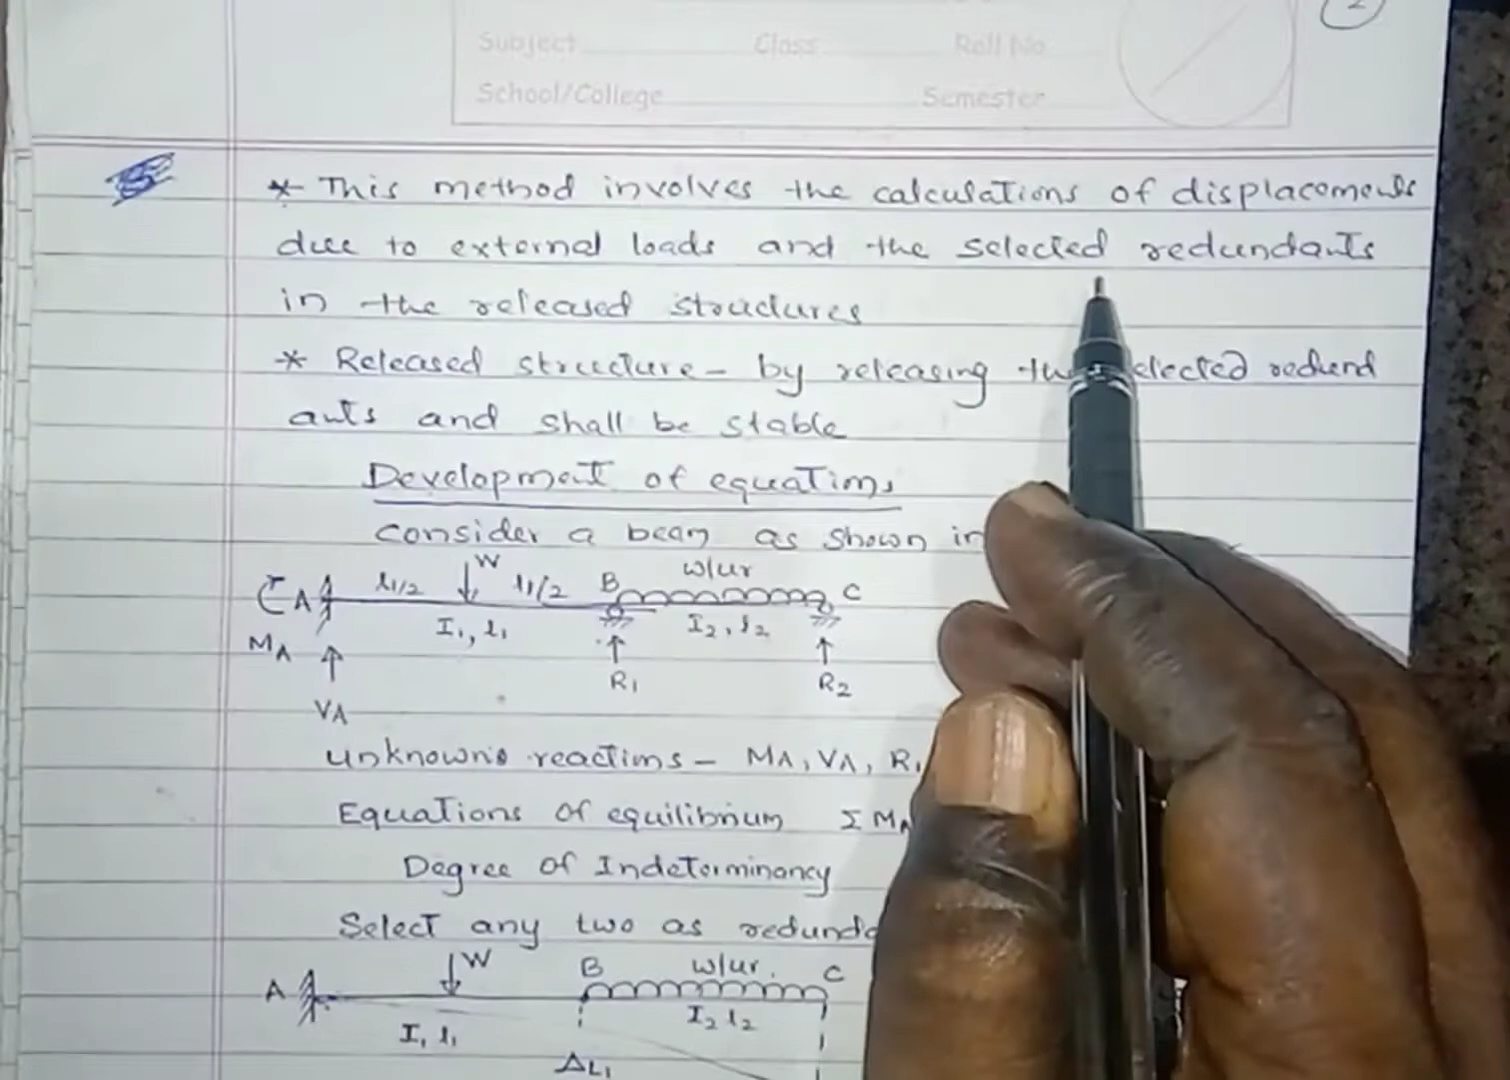 2
Subject Class Roll No
School/College Semester
* This method involves the calculations of displacements
due to external loads and the selected redundants
in the released structures
* Released structure - by releasing the elected redund
ants and shall be stable
Development of equations
Consider a beam as shown in
A l1/2 W l1/2 B w/ur C
I1, l1 I2, l2
MA
VA R1 R2
Unknown's reactions - MA, VA, R1
Equations of equilibrium Σ MA
Degree of Indeterminancy
Select any two as
A W B w/ur. C
I1 l1 I2 l2
ΔL1